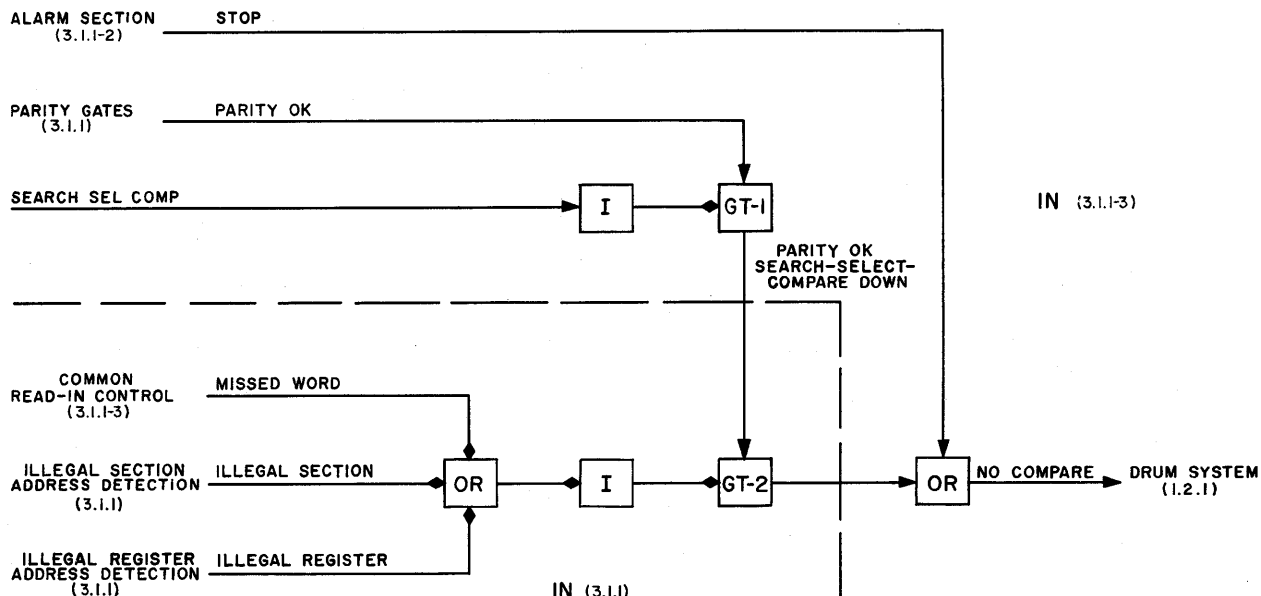 ALARM SECTION
(3.1.1-2)
STOP
PARITY GATES
(3.1.1)
PARITY OK
SEARCH SEL COMP
I
GT-1
IN (3.1.1-3)
PARITY OK
SEARCH-SELECT-
COMPARE DOWN
COMMON
READ-IN CONTROL
(3.1.1-3)
MISSED WORD
ILLEGAL SECTION
ADDRESS DETECTION
(3.1.1)
ILLEGAL SECTION
OR
I
GT-2
OR
NO COMPARE
DRUM SYSTEM
(1.2.1)
ILLEGAL REGISTER
ADDRESS DETECTION
(3.1.1)
ILLEGAL REGISTER
IN (3.1.1)